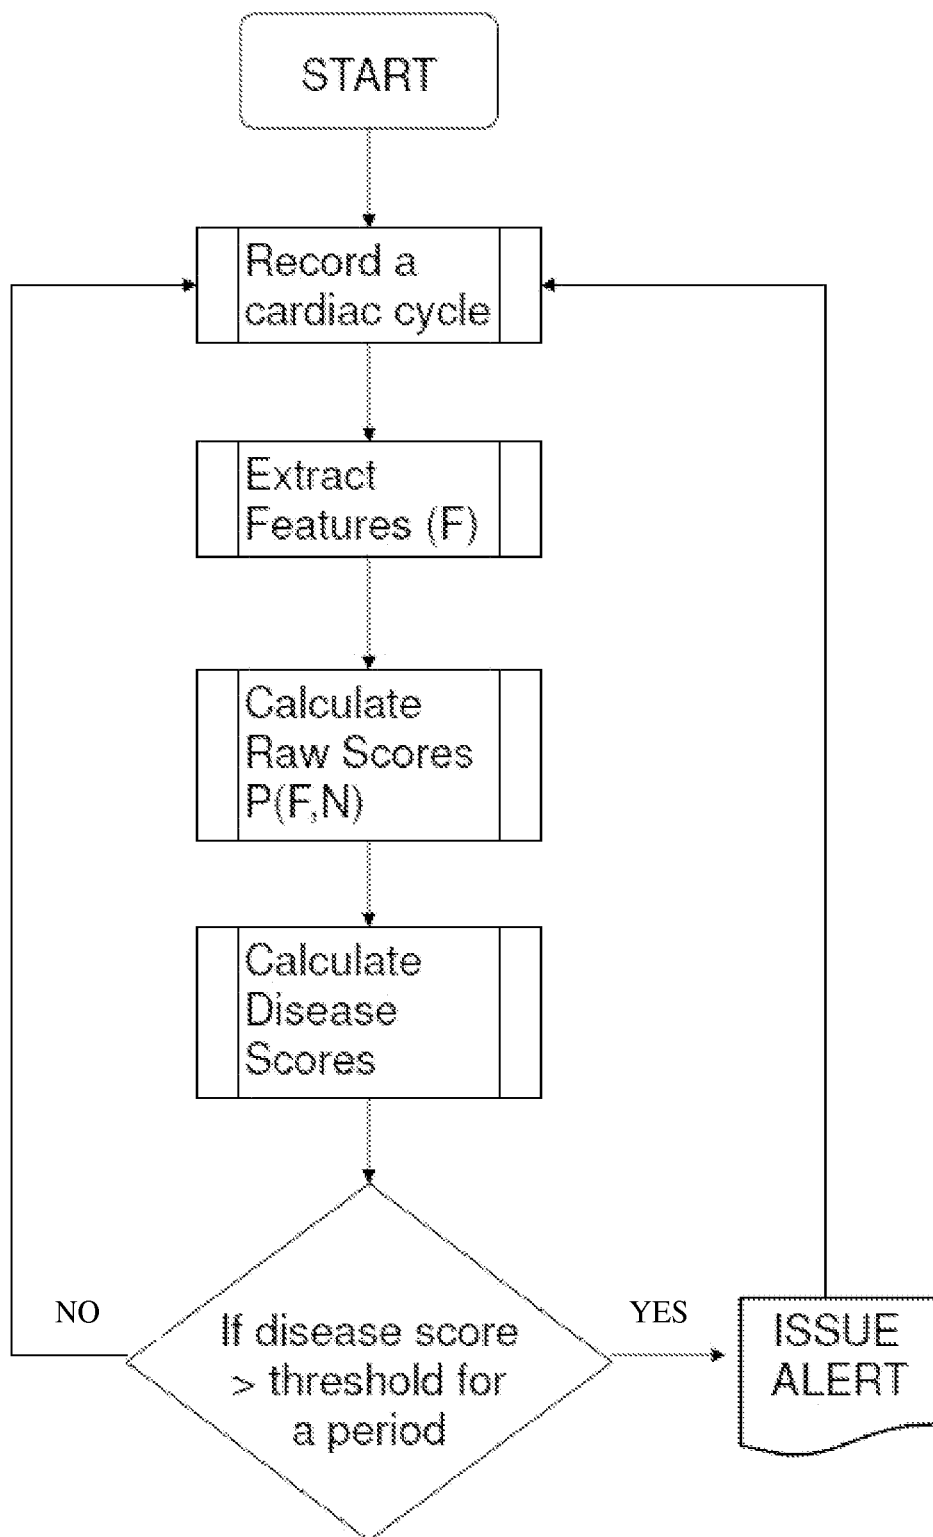 START
Record a
cardiac cycle
Extract
Features (F)
Calculate
Raw Scores
P(F,N)
Calculate
Disease
Scores
NO
If disease score
> threshold for
a period
YES
ISSUE
ALERT